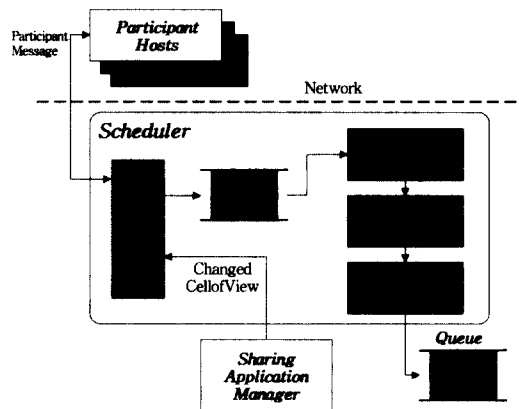 Participant
Hosts
Participant
Message
Network
Scheduler
Changed
CellofView
Queue
Sharing
Application
Manager